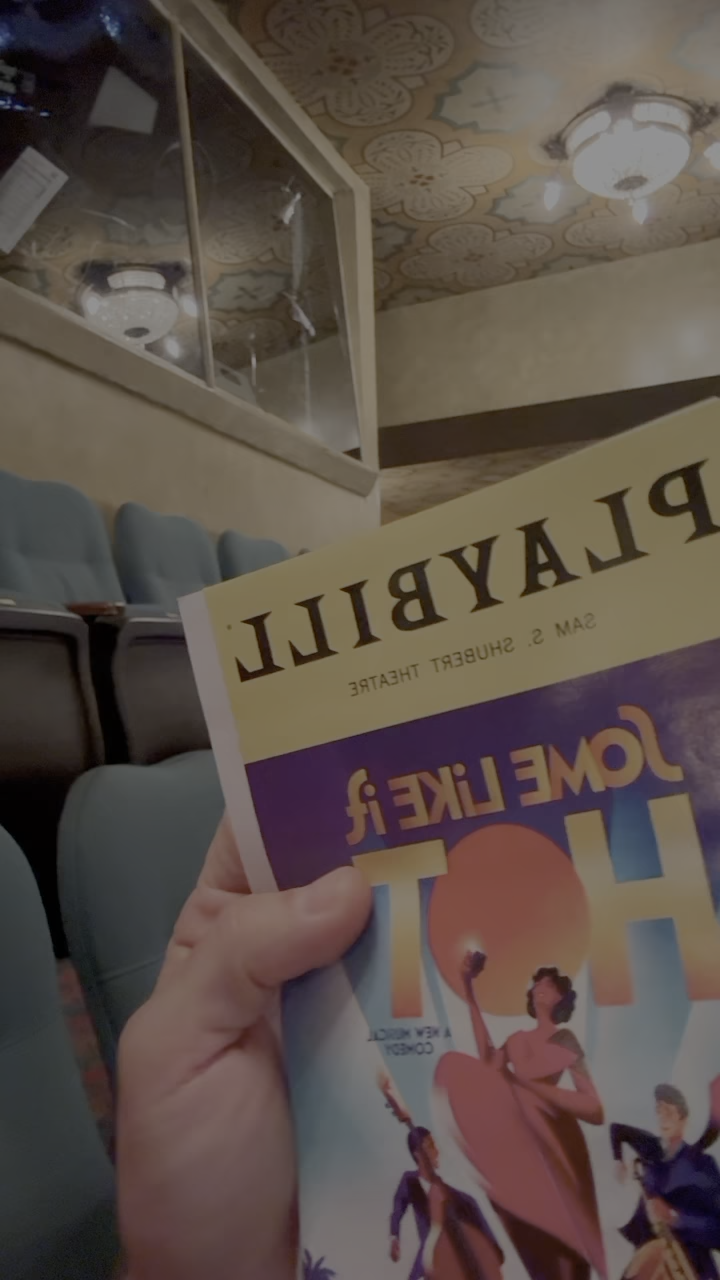 PLAYBILL
SAM S. SHUBERT THEATRE
SOME LiKE iT
HOT
A NEW MUSICAL
COMEDY